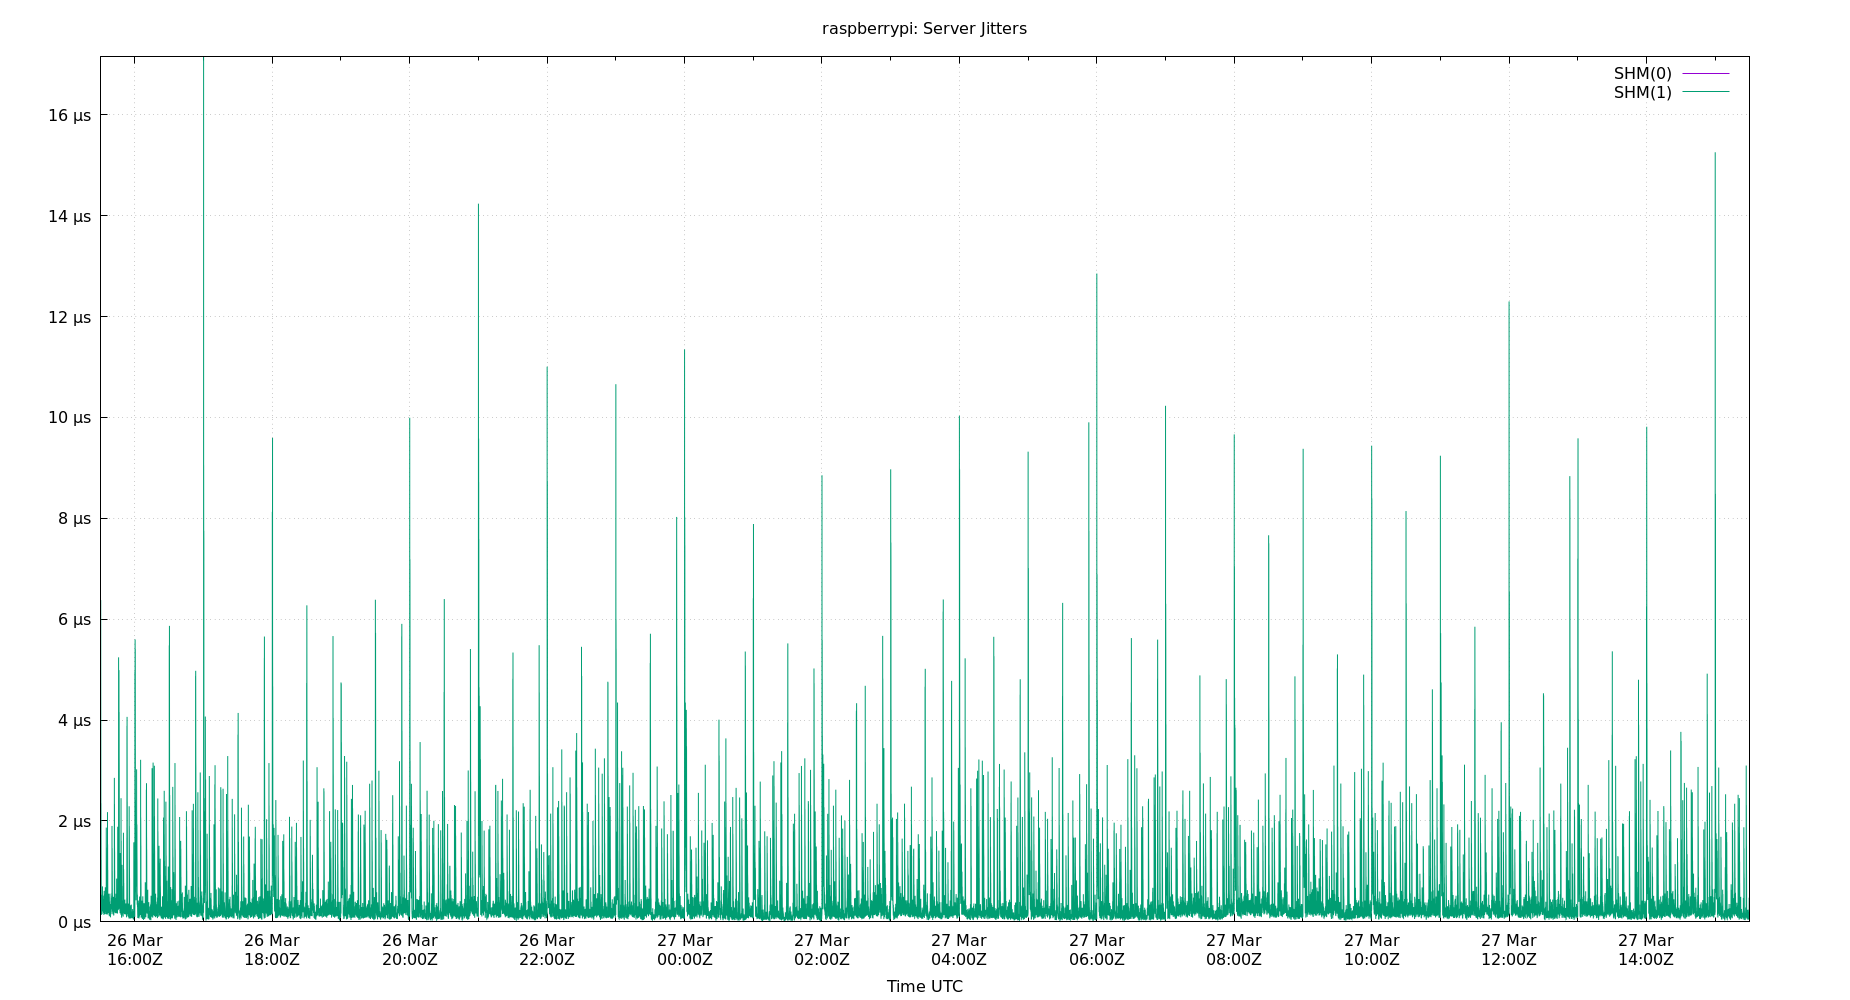 raspberrypi: Server Jitters
SHM(0)
SHM(1)
16 µs
14 µs
12 µs
10 µs
8 µs
6 µs
4 µs
2 µs
0 µs
26 Mar 26 Mar 26 Mar 26 Mar 27 Mar 27 Mar 27 Mar 27 Mar 27 Mar 27 Mar 27 Mar 27 Mar
16:00Z 18:00Z 20:00Z 22:00Z 00:00Z 02:00Z 04:00Z 06:00Z 08:00Z 10:00Z 12:00Z 14:00Z
Time UTC